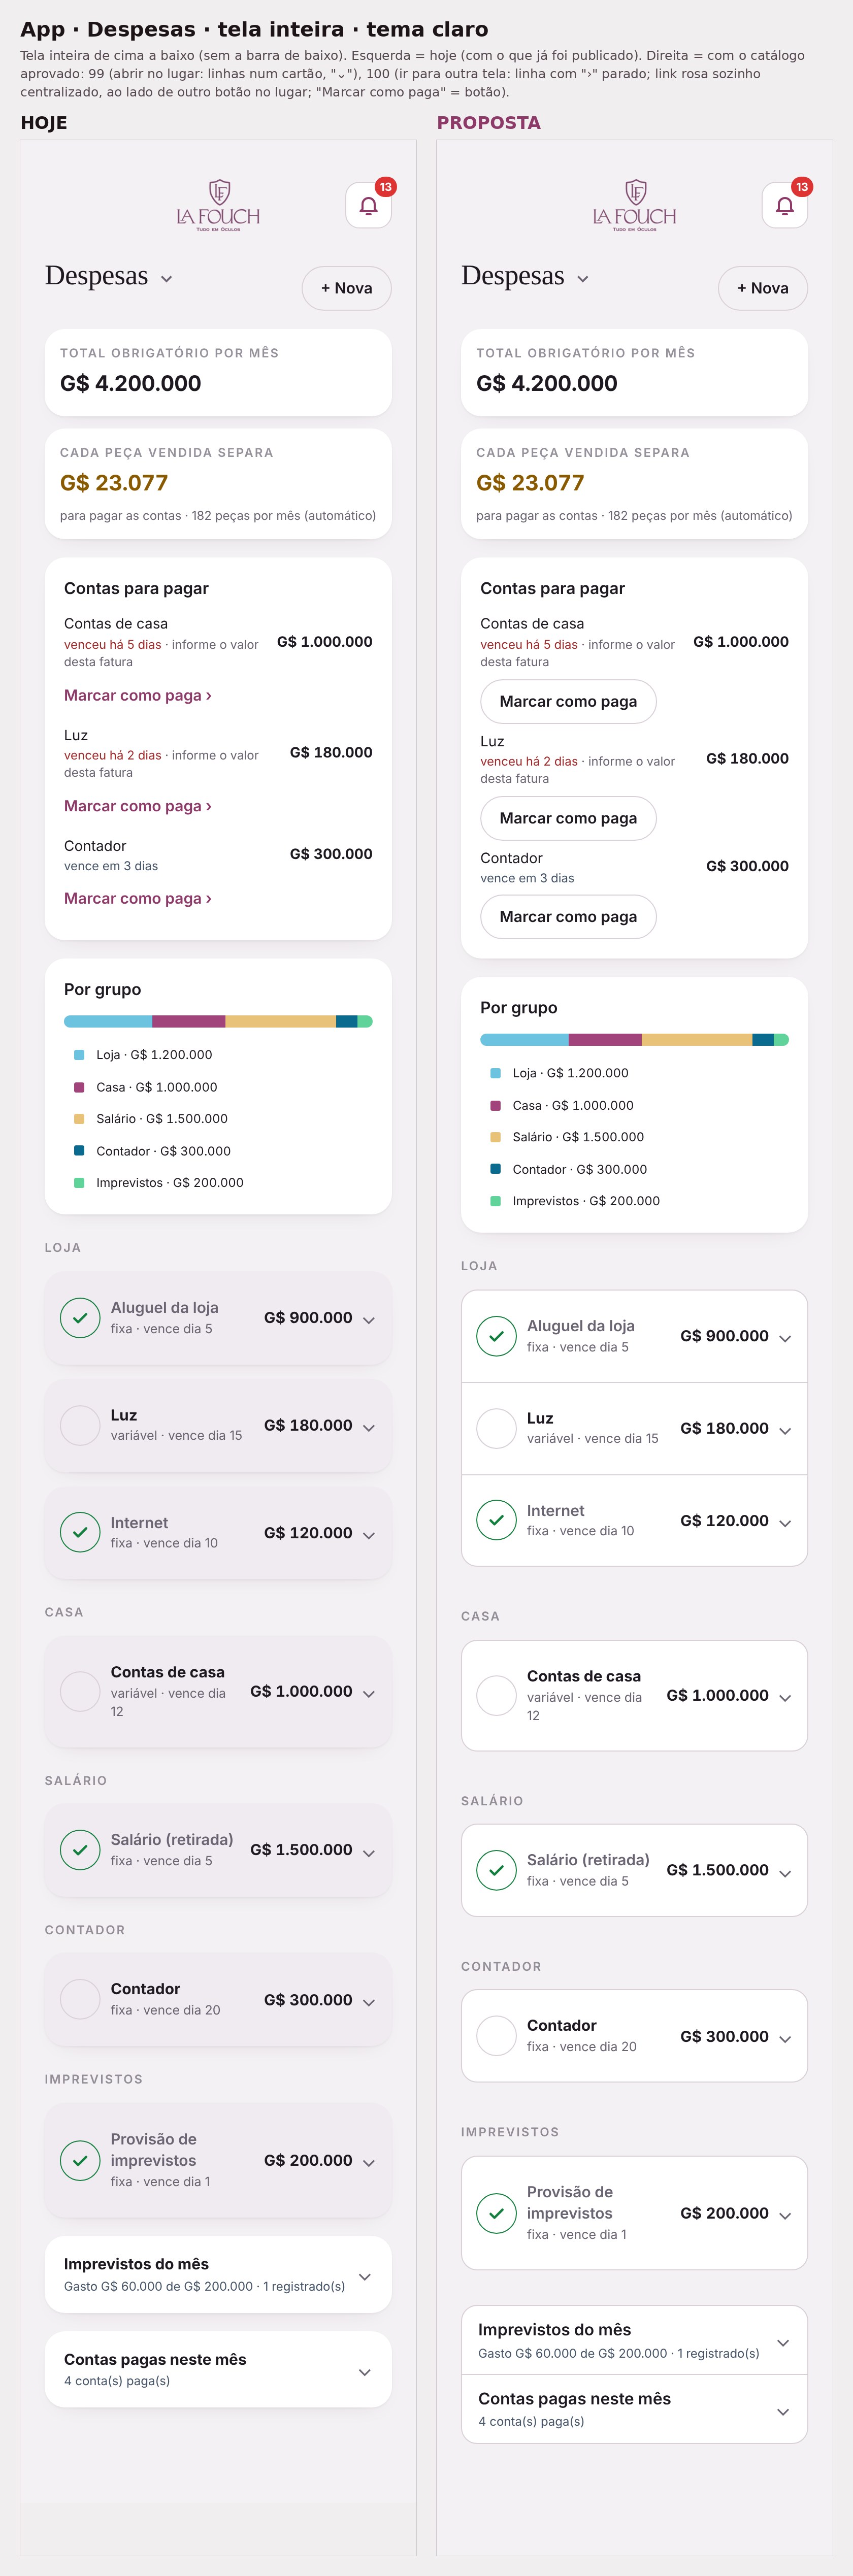 App · Despesas · tela inteira · tema claro
Tela inteira de cima a baixo (sem a barra de baixo). Esquerda = hoje (com o que já foi publicado). Direita = com o catálogo
aprovado: 99 (abrir no lugar: linhas num cartão, "⌄"), 100 (ir para outra tela: linha com "›" parado; link rosa sozinho
centralizado, ao lado de outro botão no lugar; "Marcar como paga" = botão).
HOJE
LA FOUCH
TUDO EM ÓCULOS
13
Despesas
+ Nova
TOTAL OBRIGATÓRIO POR MÊS
G$ 4.200.000
CADA PEÇA VENDIDA SEPARA
G$ 23.077
para pagar as contas · 182 peças por mês (automático)
Contas para pagar
Contas de casa
venceu há 5 dias · informe o valor
desta fatura
G$ 1.000.000
Marcar como paga ›
Luz
venceu há 2 dias · informe o valor
desta fatura
G$ 180.000
Marcar como paga ›
Contador
vence em 3 dias
G$ 300.000
Marcar como paga ›
Por grupo
Loja · G$ 1.200.000
Casa · G$ 1.000.000
Salário · G$ 1.500.000
Contador · G$ 300.000
Imprevistos · G$ 200.000
LOJA
Aluguel da loja
fixa · vence dia 5
G$ 900.000
Luz
variável · vence dia 15
G$ 180.000
Internet
fixa · vence dia 10
G$ 120.000
CASA
Contas de casa
variável · vence dia
12
G$ 1.000.000
SALÁRIO
Salário (retirada)
fixa · vence dia 5
G$ 1.500.000
CONTADOR
Contador
fixa · vence dia 20
G$ 300.000
IMPREVISTOS
Provisão de
imprevistos
fixa · vence dia 1
G$ 200.000
Imprevistos do mês
Gasto G$ 60.000 de G$ 200.000 · 1 registrado(s)
Contas pagas neste mês
4 conta(s) paga(s)
PROPOSTA
LA FOUCH
TUDO EM ÓCULOS
13
Despesas
+ Nova
TOTAL OBRIGATÓRIO POR MÊS
G$ 4.200.000
CADA PEÇA VENDIDA SEPARA
G$ 23.077
para pagar as contas · 182 peças por mês (automático)
Contas para pagar
Contas de casa
venceu há 5 dias · informe o valor
desta fatura
G$ 1.000.000
Marcar como paga
Luz
venceu há 2 dias · informe o valor
desta fatura
G$ 180.000
Marcar como paga
Contador
vence em 3 dias
G$ 300.000
Marcar como paga
Por grupo
Loja · G$ 1.200.000
Casa · G$ 1.000.000
Salário · G$ 1.500.000
Contador · G$ 300.000
Imprevistos · G$ 200.000
LOJA
Aluguel da loja
fixa · vence dia 5
G$ 900.000
Luz
variável · vence dia 15
G$ 180.000
Internet
fixa · vence dia 10
G$ 120.000
CASA
Contas de casa
variável · vence dia
12
G$ 1.000.000
SALÁRIO
Salário (retirada)
fixa · vence dia 5
G$ 1.500.000
CONTADOR
Contador
fixa · vence dia 20
G$ 300.000
IMPREVISTOS
Provisão de
imprevistos
fixa · vence dia 1
G$ 200.000
Imprevistos do mês
Gasto G$ 60.000 de G$ 200.000 · 1 registrado(s)
Contas pagas neste mês
4 conta(s) paga(s)